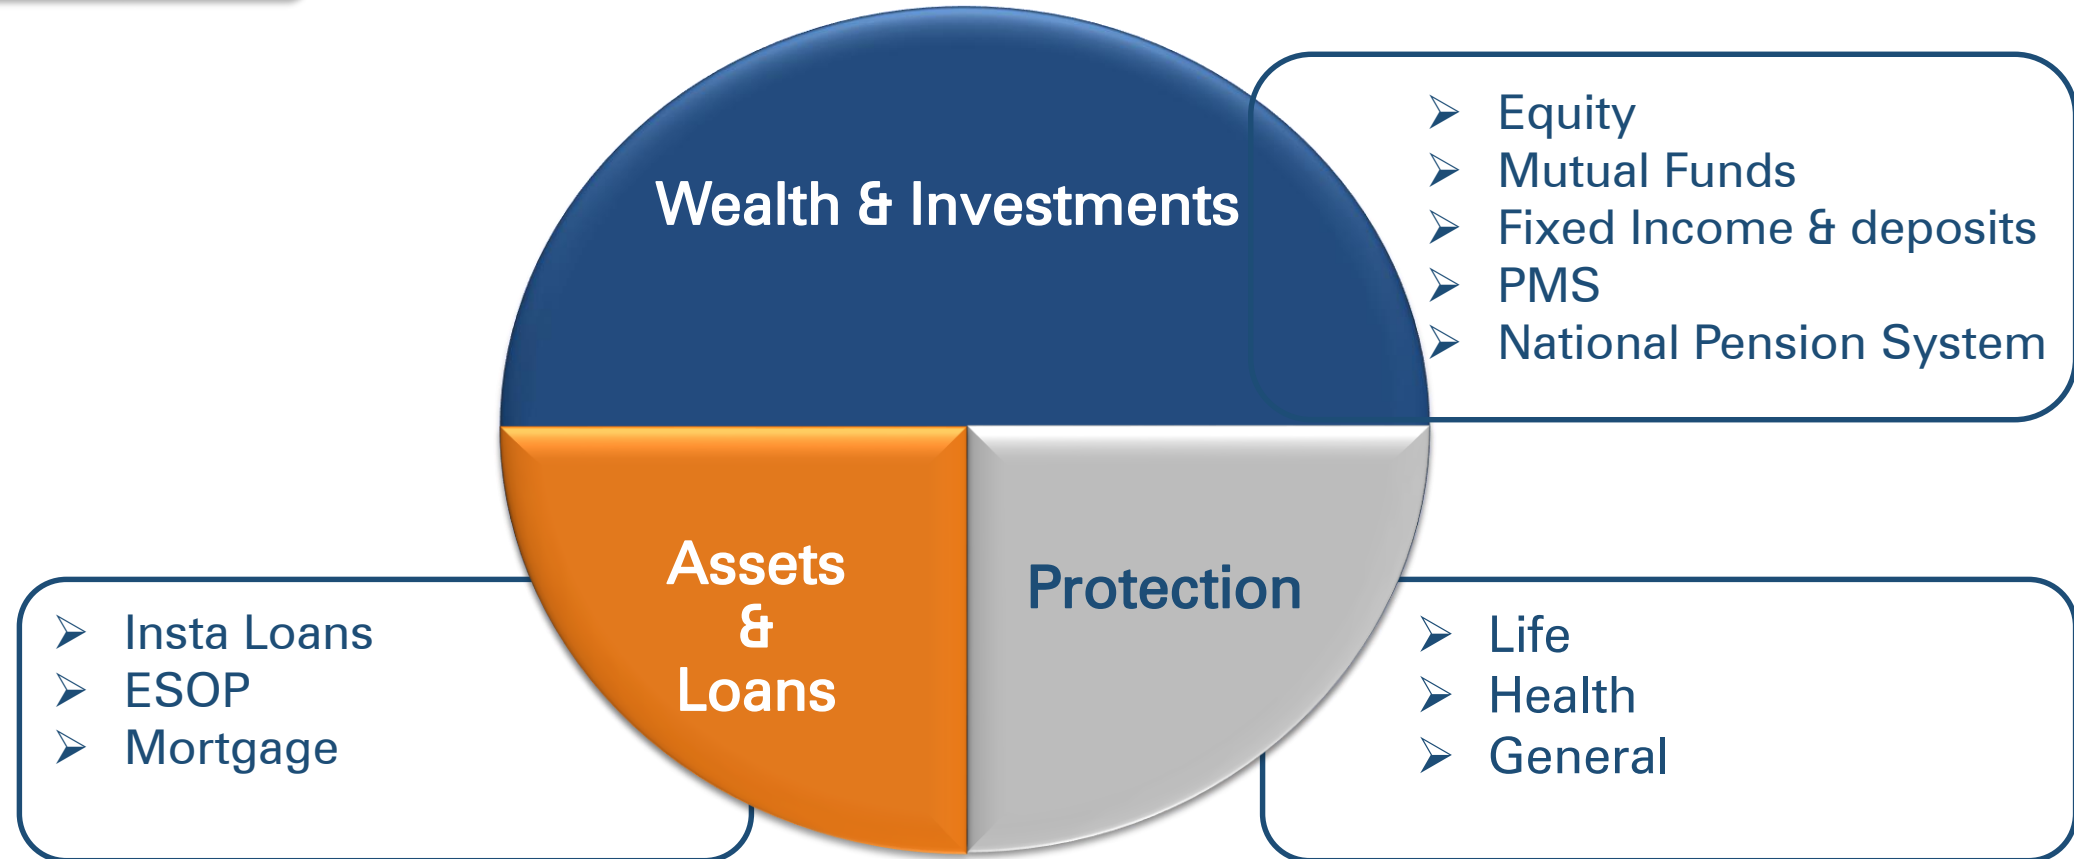 Wealth & Investments
➢ Equity
➢ Mutual Funds
➢ Fixed Income & deposits
➢ PMS
➢ National Pension System
Assets
&
Loans
➢ Insta Loans
➢ ESOP
➢ Mortgage
Protection
➢ Life
➢ Health
➢ General